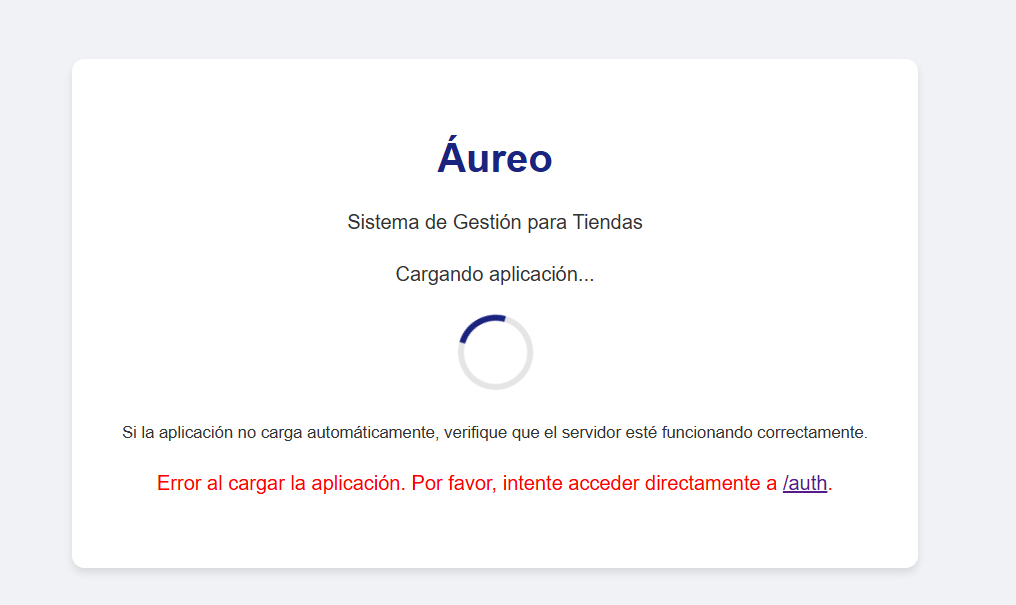 Áureo
Sistema de Gestión para Tiendas
Cargando aplicación...
Si la aplicación no carga automáticamente, verifique que el servidor esté funcionando correctamente.
Error al cargar la aplicación. Por favor, intente acceder directamente a /auth.